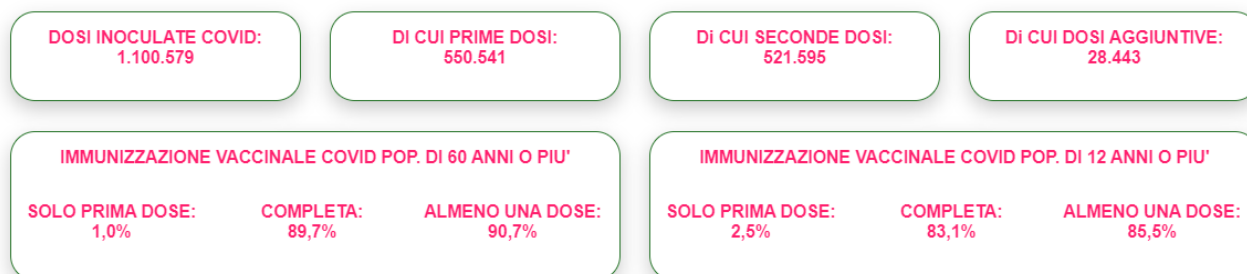 DOSI INOCULATE COVID:
1.100.579
DI CUI PRIME DOSI:
550.541
Di CUI SECONDE DOSI:
521.595
Di CUI DOSI AGGIUNTIVE:
28.443
IMMUNIZZAZIONE VACCINALE COVID POP. DI 60 ANNI O PIU'
SOLO PRIMA DOSE: COMPLETA: ALMENO UNA DOSE:
1,0% 89,7% 90,7%
IMMUNIZZAZIONE VACCINALE COVID POP. DI 12 ANNI O PIU'
SOLO PRIMA DOSE: COMPLETA: ALMENO UNA DOSE:
2,5% 83,1% 85,5%